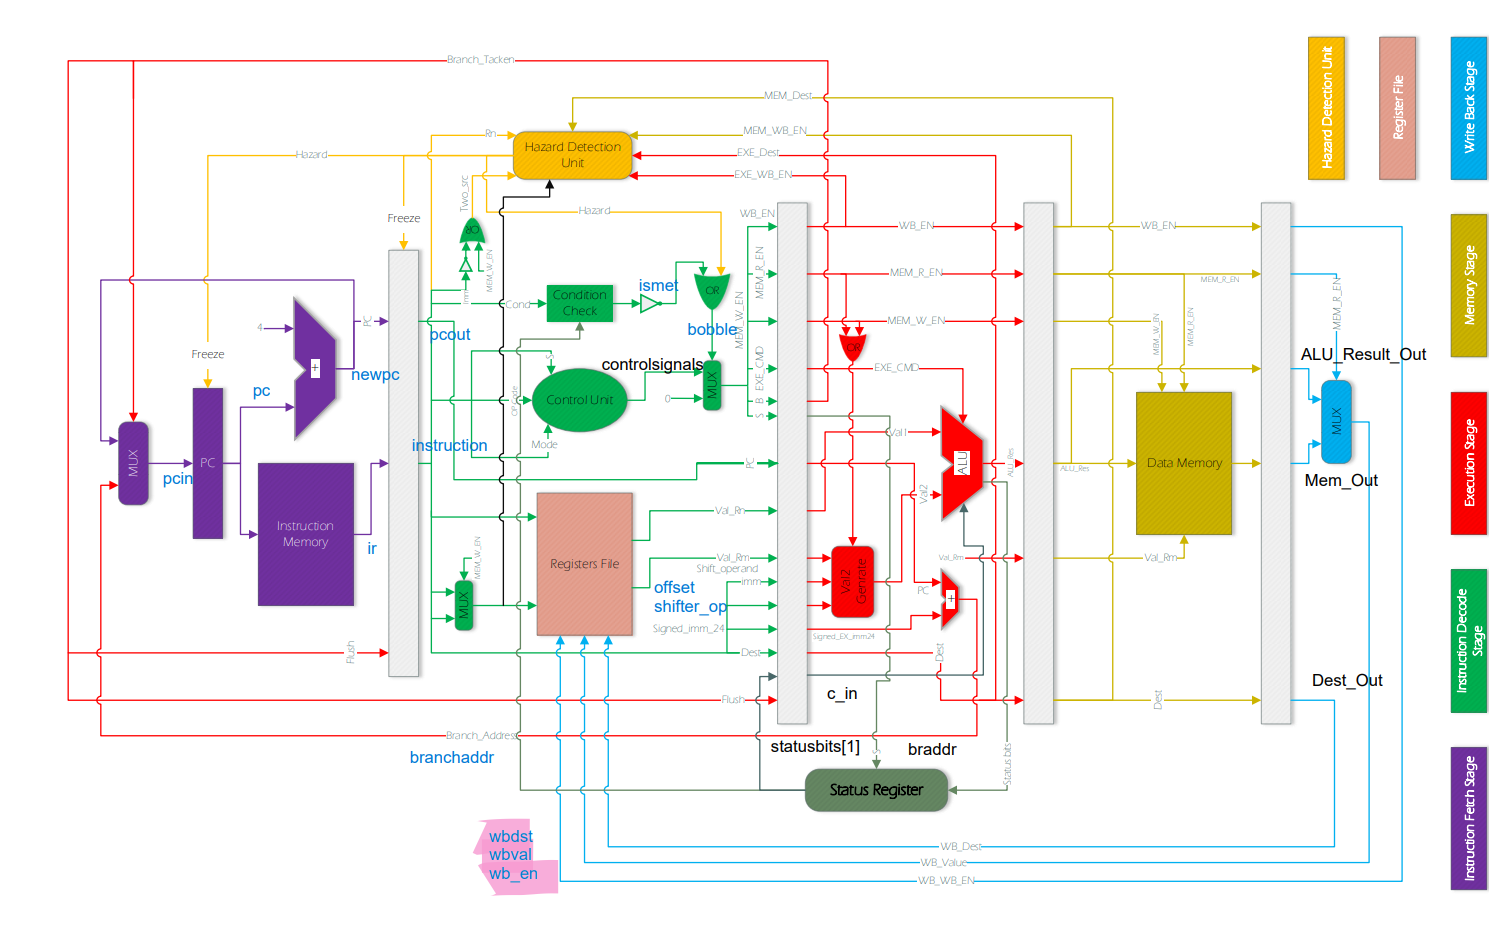 Branch_Tacken
MEM_Dest
Rn
Hazard Detection
Unit
MEM_WB_EN
Hazard
EXE_Dest
EXE_WB_EN
Two_src
Hazard
Freeze
OR
WB_EN
WB_EN
WB_EN
imm
MEM_W_EN
MEM_R_EN
MEM_R_EN
MEM_R_EN
Cond
Condition
Check
ismet
OR
bobble
MEM_W_EN
MEM_W_EN
MEM_W_EN
MEM_R_EN
MEM_R_EN
4
PC
pcout
OR
Freeze
+
newpc
S
controlsignals
EXE_CMD
EXE_CMD
ALU_Result_Out
pc
OP_Code
Control Unit
0
MUX
B
S
MUX
Mode
instruction
Val1
MUX
PC
pcin
PC
ALU
ALU_Res
ALU_Res
Data Memory
Mem_Out
Instruction
Memory
ir
Val_Rn
Val2
MEM_W_EN
Registers File
Val_Rm
Shift_operand
imm
Val2
Genrate
Val_Rm
Val_Rm
MUX
offset
shifter_op
PC
+
Signed_imm_24
Signed_EX_imm24
Flush
Dest
Dest
Dest_Out
Flush
c_in
Dest
Branch_Address
branchaddr
statusbits[1]
braddr
S
Status bits
Status Register
wbdst
wbval
wb_en
WB_Dest
WB_Value
WB_WB_EN
Hazard Detection Unit
Register File
Write Back Stage
Memory Stage
Execution Stage
Instruction Decode
Stage
Instruction Fetch Stage